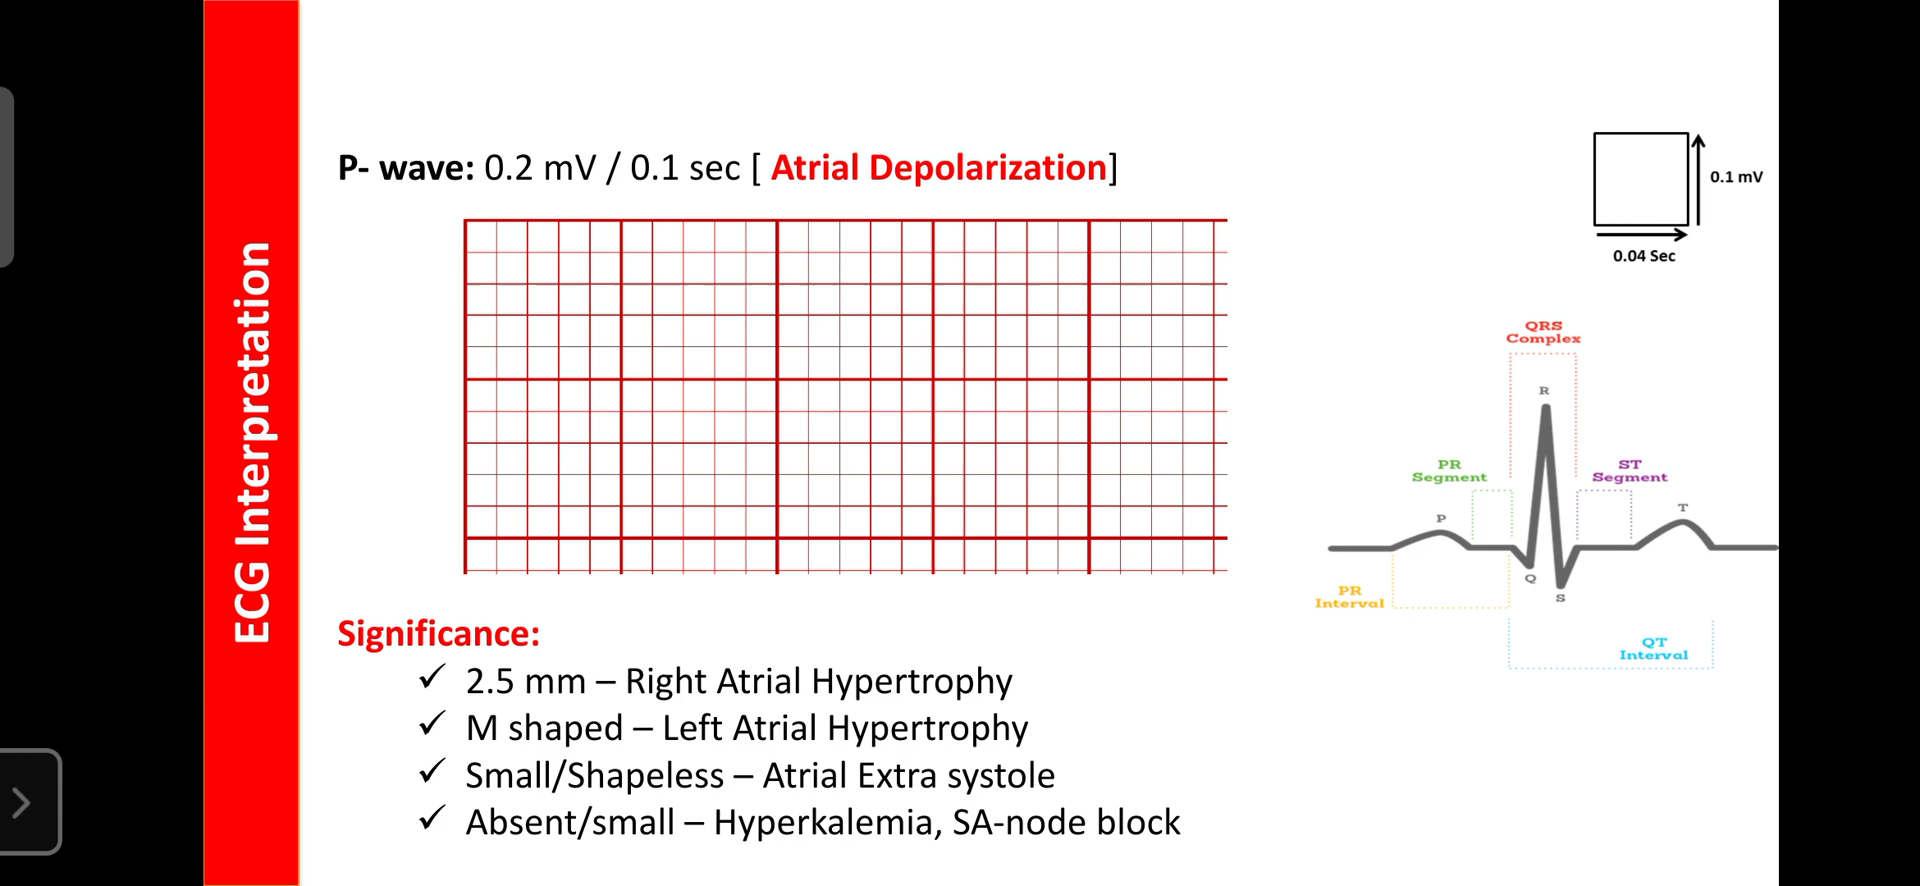 ECG Interpretation
P- wave: 0.2 mV / 0.1 sec [ Atrial Depolarization]
0.1 mV
0.04 Sec
QRS
Complex
R
PR
Segment
ST
Segment
P
T
Q
S
PR
Interval
QT
Interval
Significance:
✓ 2.5 mm – Right Atrial Hypertrophy
✓ M shaped – Left Atrial Hypertrophy
✓ Small/Shapeless – Atrial Extra systole
✓ Absent/small – Hyperkalemia, SA-node block